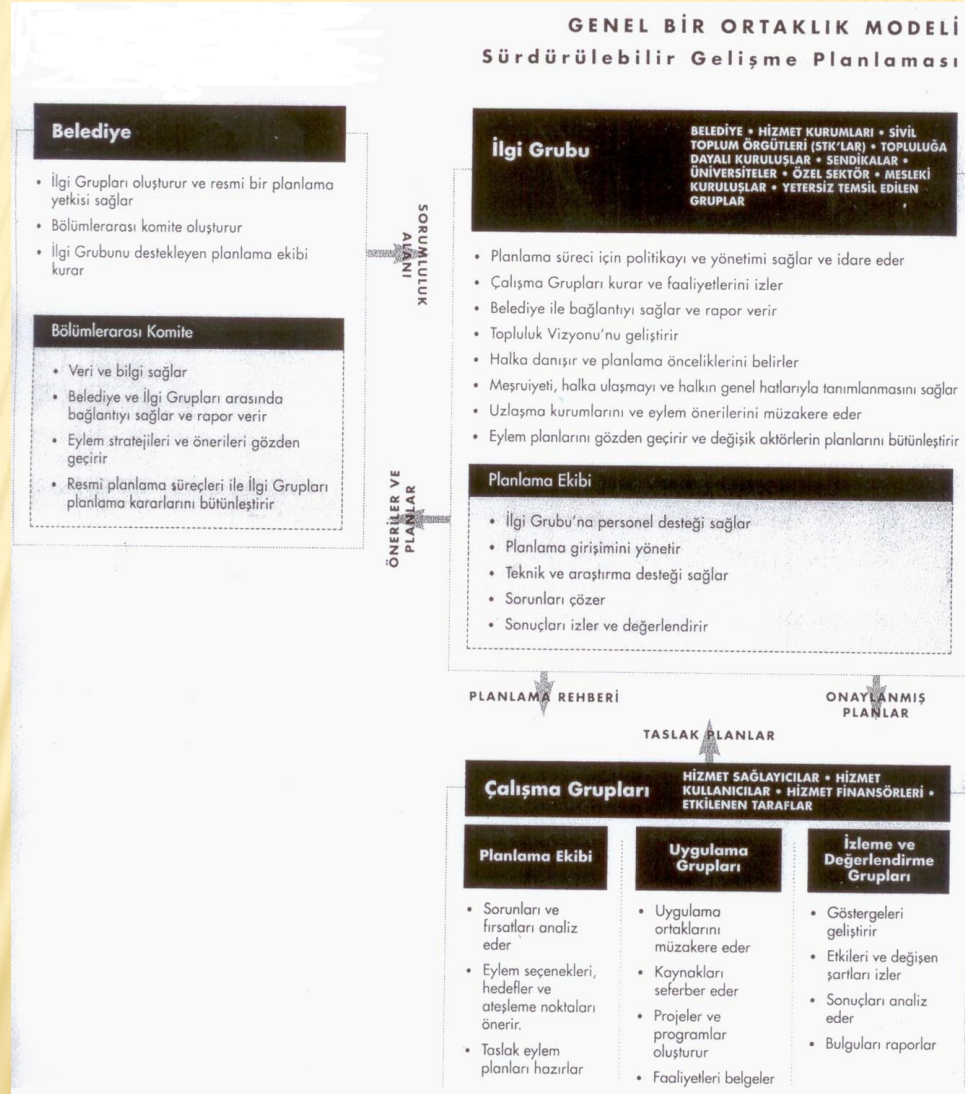 GENEL BİR ORTAKLIK MODELİ
Sürdürülebilir Gelişme Planlaması
Belediye
• İlgi Grupları oluşturur ve resmi bir planlama
yetkisi sağlar
• Bölümlerarası komite oluşturur
• İlgi Grubunu destekleyen planlama ekibi
kurar
Bölümlerarası Komite
• Veri ve bilgi sağlar
• Belediye ve İlgi Grupları arasında
bağlantıyı sağlar ve rapor verir
• Eylem stratejileri ve önerileri gözden
geçirir
• Resmi planlama süreçleri ile İlgi Grupları
planlama kararlarını bütünleştirir
SORUMLULUK
ALANI
ÖNERİLER VE
PLANLAR
İlgi Grubu
BELEDİYE • HİZMET KURUMLARI • SİVİL
TOPLUM ÖRGÜTLERİ (STK'LAR) • TOPLULUĞA
DAYALI KURULUŞLAR • SENDİKALAR •
ÜNİVERSİTELER • ÖZEL SEKTÖR • MESLEKİ
KURULUŞLAR • YETERSİZ TEMSİL EDİLEN
GRUPLAR
• Planlama süreci için politikayı ve yönetimi sağlar ve idare eder
• Çalışma Grupları kurar ve faaliyetlerini izler
• Belediye ile bağlantıyı sağlar ve rapor verir
• Topluluk Vizyonu'nu geliştirir
• Halka danışır ve planlama önceliklerini belirler
• Meşruiyeti, halka ulaşmayı ve halkın genel hatlarıyla tanımlanmasını sağlar
• Uzlaşma kurumlarını ve eylem önerilerini müzakere eder
• Eylem planlarını gözden geçirir ve değişik aktörlerin planlarını bütünleştirir
Planlama Ekibi
• İlgi Grubu'na personel desteği sağlar
• Planlama girişimini yönetir
• Teknik ve araştırma desteği sağlar
• Sorunları çözer
• Sonuçları izler ve değerlendirir
PLANLAMA REHBERİ
TASLAK PLANLAR
ONAYLANMIŞ
PLANLAR
Çalışma Grupları
HİZMET SAĞLAYICILAR • HİZMET
KULLANICILAR • HİZMET FİNANSÖRLERİ •
ETKİLENEN TARAFLAR
Planlama Ekibi
• Sorunları ve
fırsatları analiz
eder
• Eylem seçenekleri,
hedefler ve
ateşleme noktaları
önerir.
• Taslak eylem
planları hazırlar
Uygulama
Grupları
• Uygulama
ortaklarını
müzakere eder
• Kaynakları
seferber eder
• Projeler ve
programlar
oluşturur
• Faaliyetleri belgeler
İzleme ve
Değerlendirme
Grupları
• Göstergeleri
geliştirir
• Etkileri ve değişen
şartları izler
• Sonuçları analiz
eder
• Bulguları raporlar